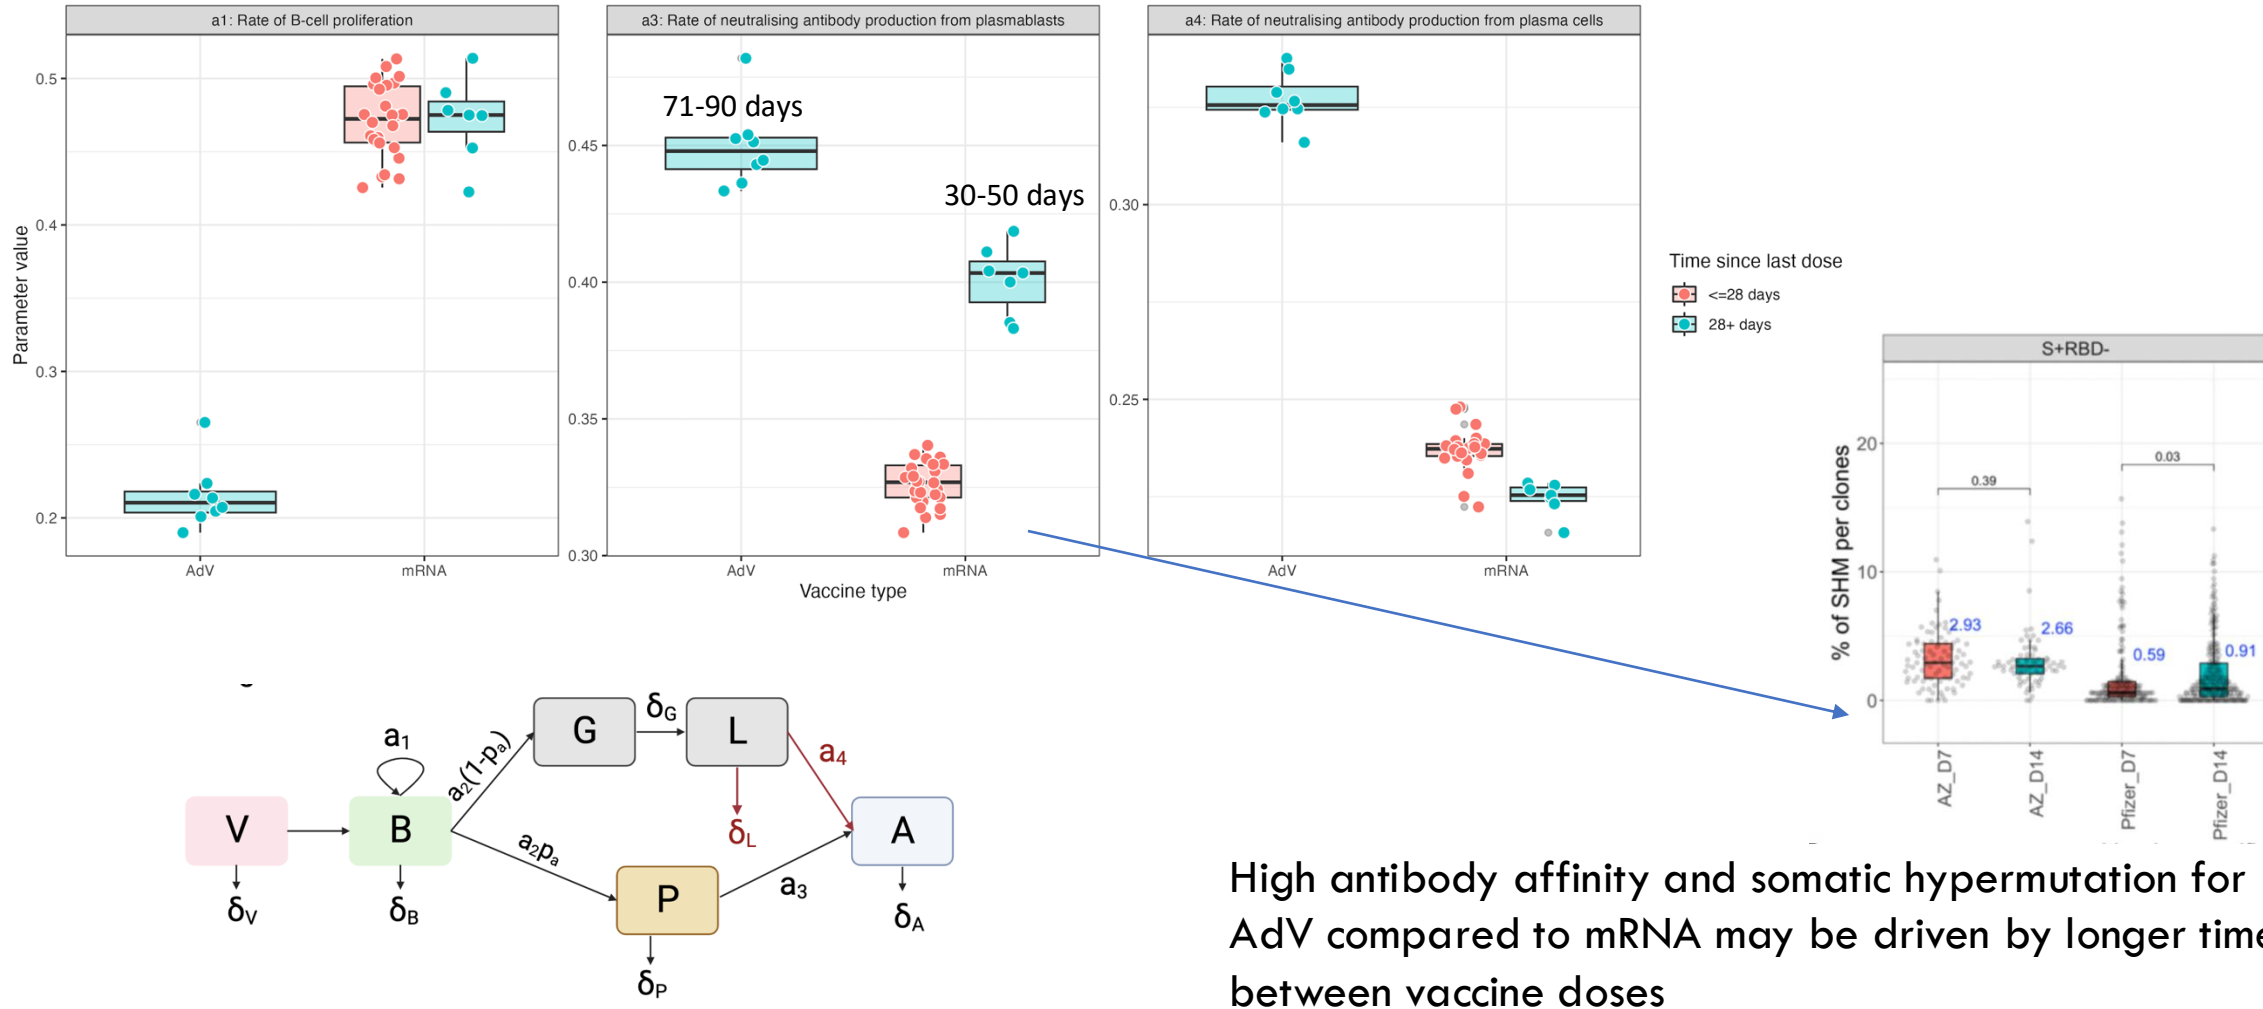 a1: Rate of B-cell proliferation
a3: Rate of neutralising antibody production from plasmablasts
a4: Rate of neutralising antibody production from plasma cells
Parameter value
0.5
0.4
0.3
0.2
AdV
mRNA
71-90 days
30-50 days
0.45
0.40
0.35
0.30
AdV
mRNA
Vaccine type
0.30
0.25
AdV
mRNA
Time since last dose
<=28 days
28+ days
S+RBD-
% of SHM per clones
20
10
0
0.39
0.03
2.93
2.66
0.59
0.91
AZ_D7
AZ_D14
Pfizer_D7
Pfizer_D14
V
B
G
L
P
A
a₁
a₂(1-pₐ)
a₂pₐ
a₃
a₄
δG
δL
δV
δB
δP
δA
High antibody affinity and somatic hypermutation for
AdV compared to mRNA may be driven by longer time
between vaccine doses